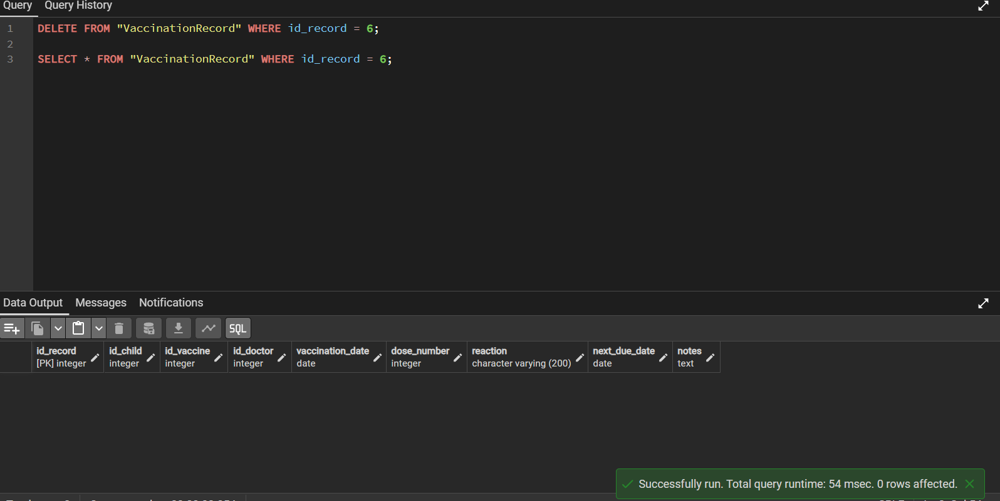 Query Query History
1 DELETE FROM "VaccinationRecord" WHERE id_record = 6;
2
3 SELECT * FROM "VaccinationRecord" WHERE id_record = 6;
Data Output Messages Notifications
SQL
id_record id_child id_vaccine id_doctor vaccination_date dose_number reaction next_due_date notes
[PK] integer integer integer integer date integer character varying (200) date text
Successfully run. Total query runtime: 54 msec. 0 rows affected.